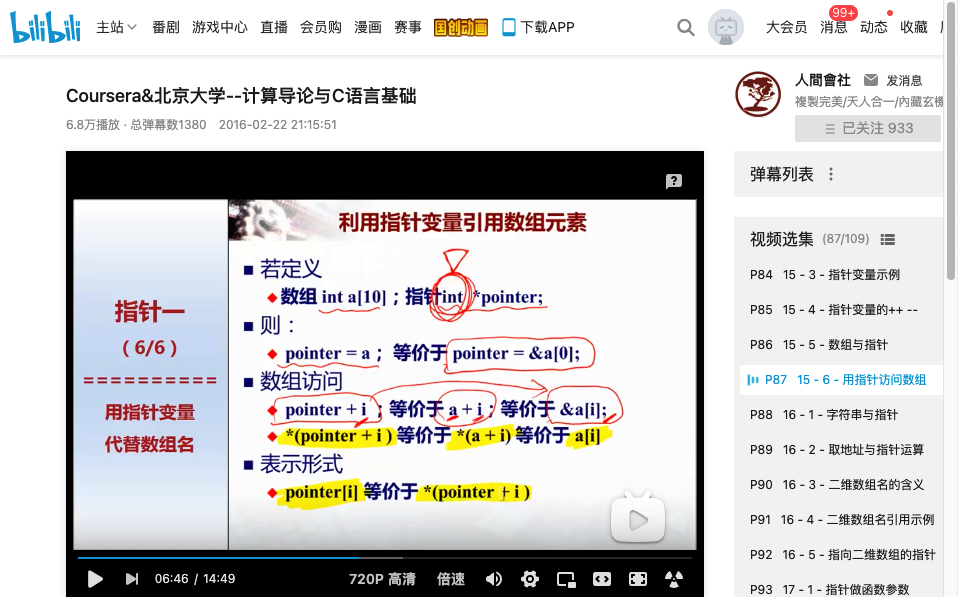 bilibili
主站 番剧 游戏中心 直播 会员购 漫画 赛事 国创动画 下载APP
大会员 消息 99+ 动态 收藏
Coursera&北京大学--计算导论与C语言基础
6.8万播放 · 总弹幕数1380 2016-02-22 21:15:51
人間會社 发消息
複製完美/天人合一/內藏玄機
已关注 933
指针一
( 6/6 )
==========
用指针变量
代替数组名
利用指针变量引用数组元素
■ 若定义
◆数组 int a[10];指针int *pointer;
■ 则:
◆ pointer = a; 等价于 pointer = &a[0];
■ 数组访问
◆ pointer + i ; 等价于 a + i ; 等价于 &a[i];
◆ *(pointer + i ) 等价于 *(a + i) 等价于 a[i]
■ 表示形式
◆ pointer[i] 等价于 *(pointer + i )
06:46 / 14:49 720P 高清 倍速
弹幕列表
视频选集 (87/109)
P84 15 - 3 - 指针变量示例
P85 15 - 4 - 指针变量的++ --
P86 15 - 5 - 数组与指针
P87 15 - 6 - 用指针访问数组
P88 16 - 1 - 字符串与指针
P89 16 - 2 - 取地址与指针运算
P90 16 - 3 - 二维数组名的含义
P91 16 - 4 - 二维数组名引用示例
P92 16 - 5 - 指向二维数组的指针
P93 17 - 1 - 指针做函数参数